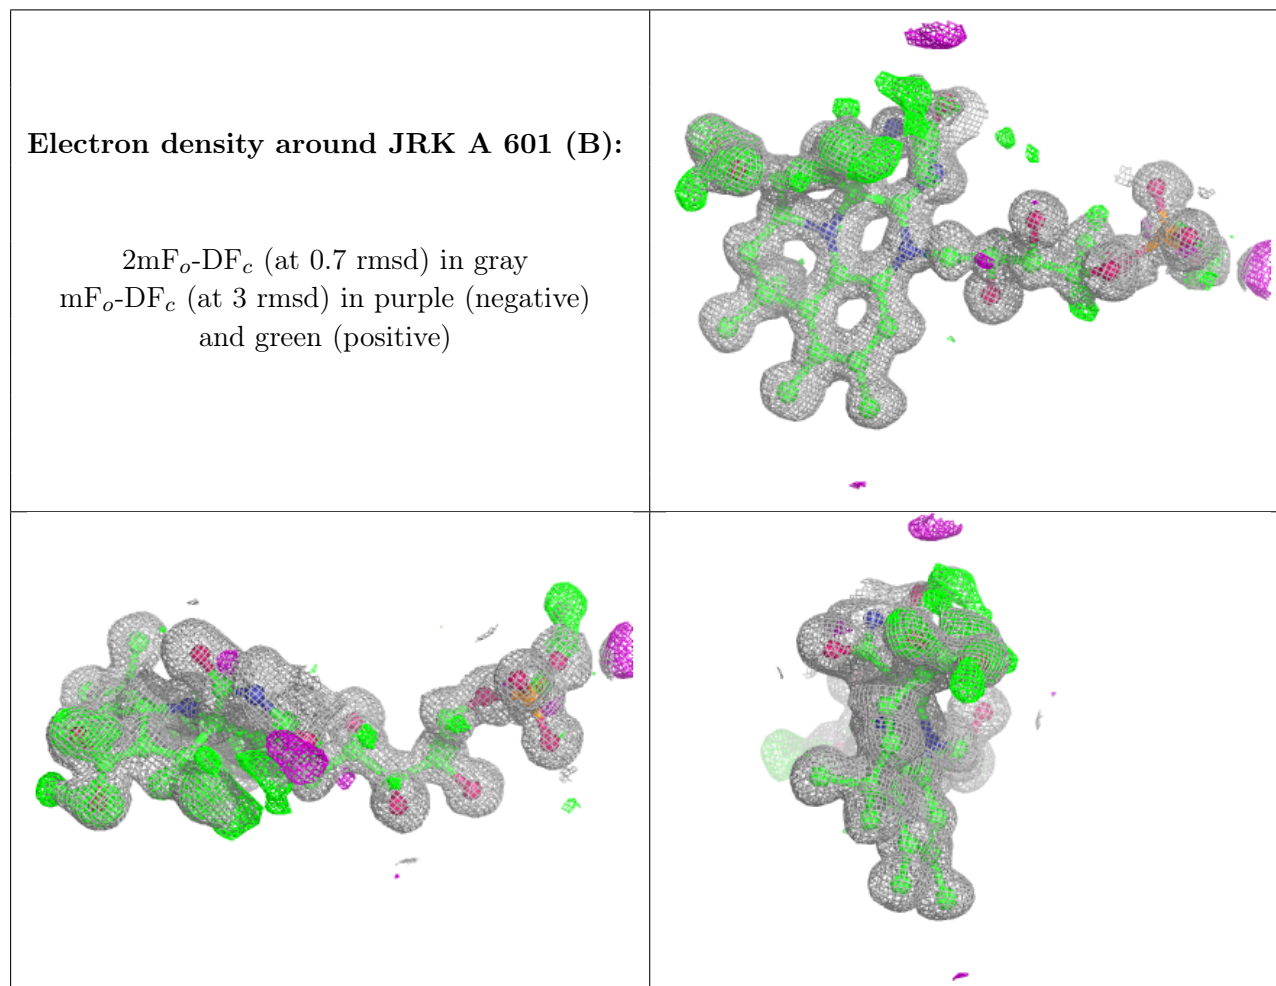 Electron density around JRK A 601 (B):
2mFo-DFc (at 0.7 rmsd) in gray
mFo-DFc (at 3 rmsd) in purple (negative)
and green (positive)